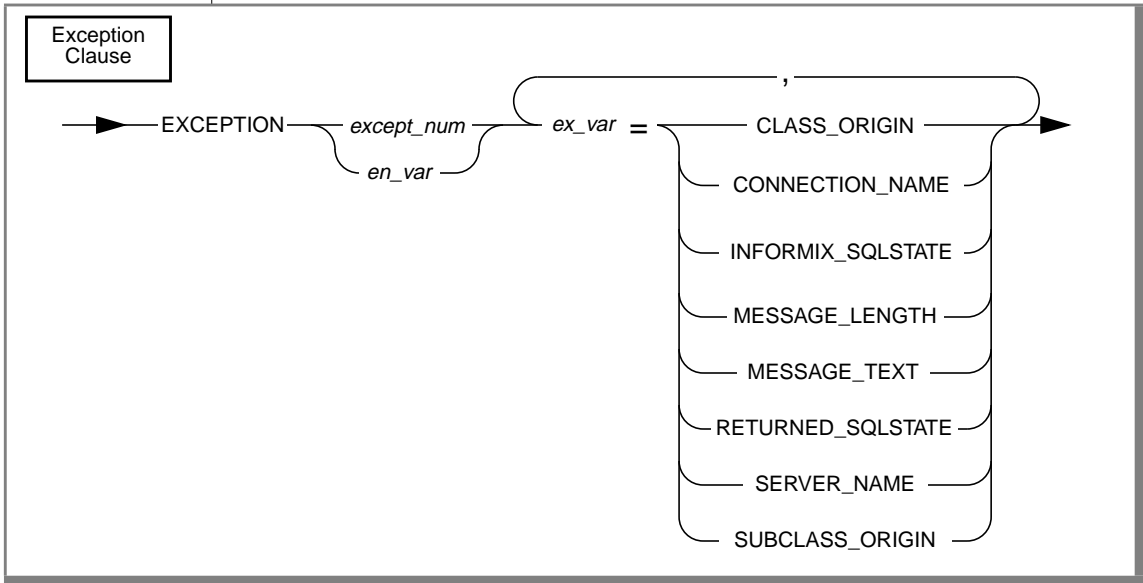 Exception
Clause
,
EXCEPTION except_num ex_var = CLASS_ORIGIN
en_var
CONNECTION_NAME
INFORMIX_SQLSTATE
MESSAGE_LENGTH
MESSAGE_TEXT
RETURNED_SQLSTATE
SERVER_NAME
SUBCLASS_ORIGIN